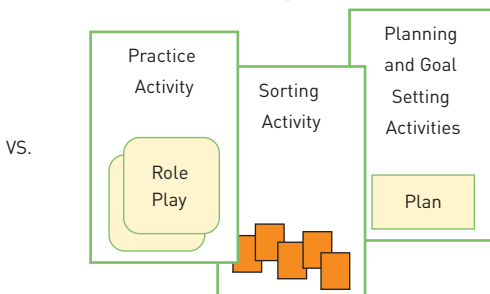 VS.
Practice
Activity
Role
Play
Sorting
Activity
Planning
and Goal
Setting
Activities
Plan